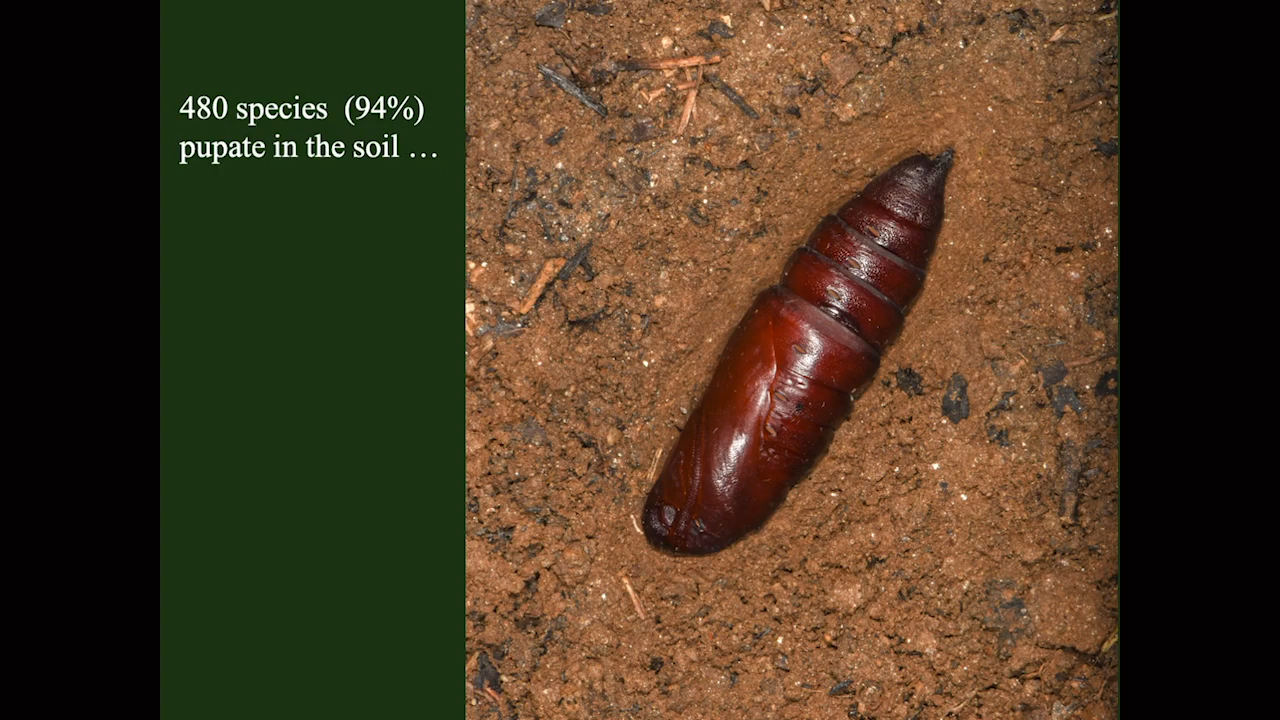 480 species  (94%)
pupate in the soil …